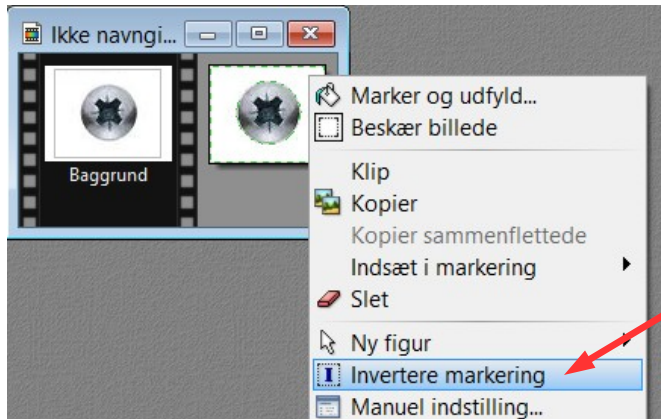 Ikke navngi...
Baggrund
Marker og udfyld...
Beskær billede
Klip
Kopier
Kopier sammenflettede
Indsæt i markering
Slet
Ny figur
Invertere markering
Manuel indstilling...